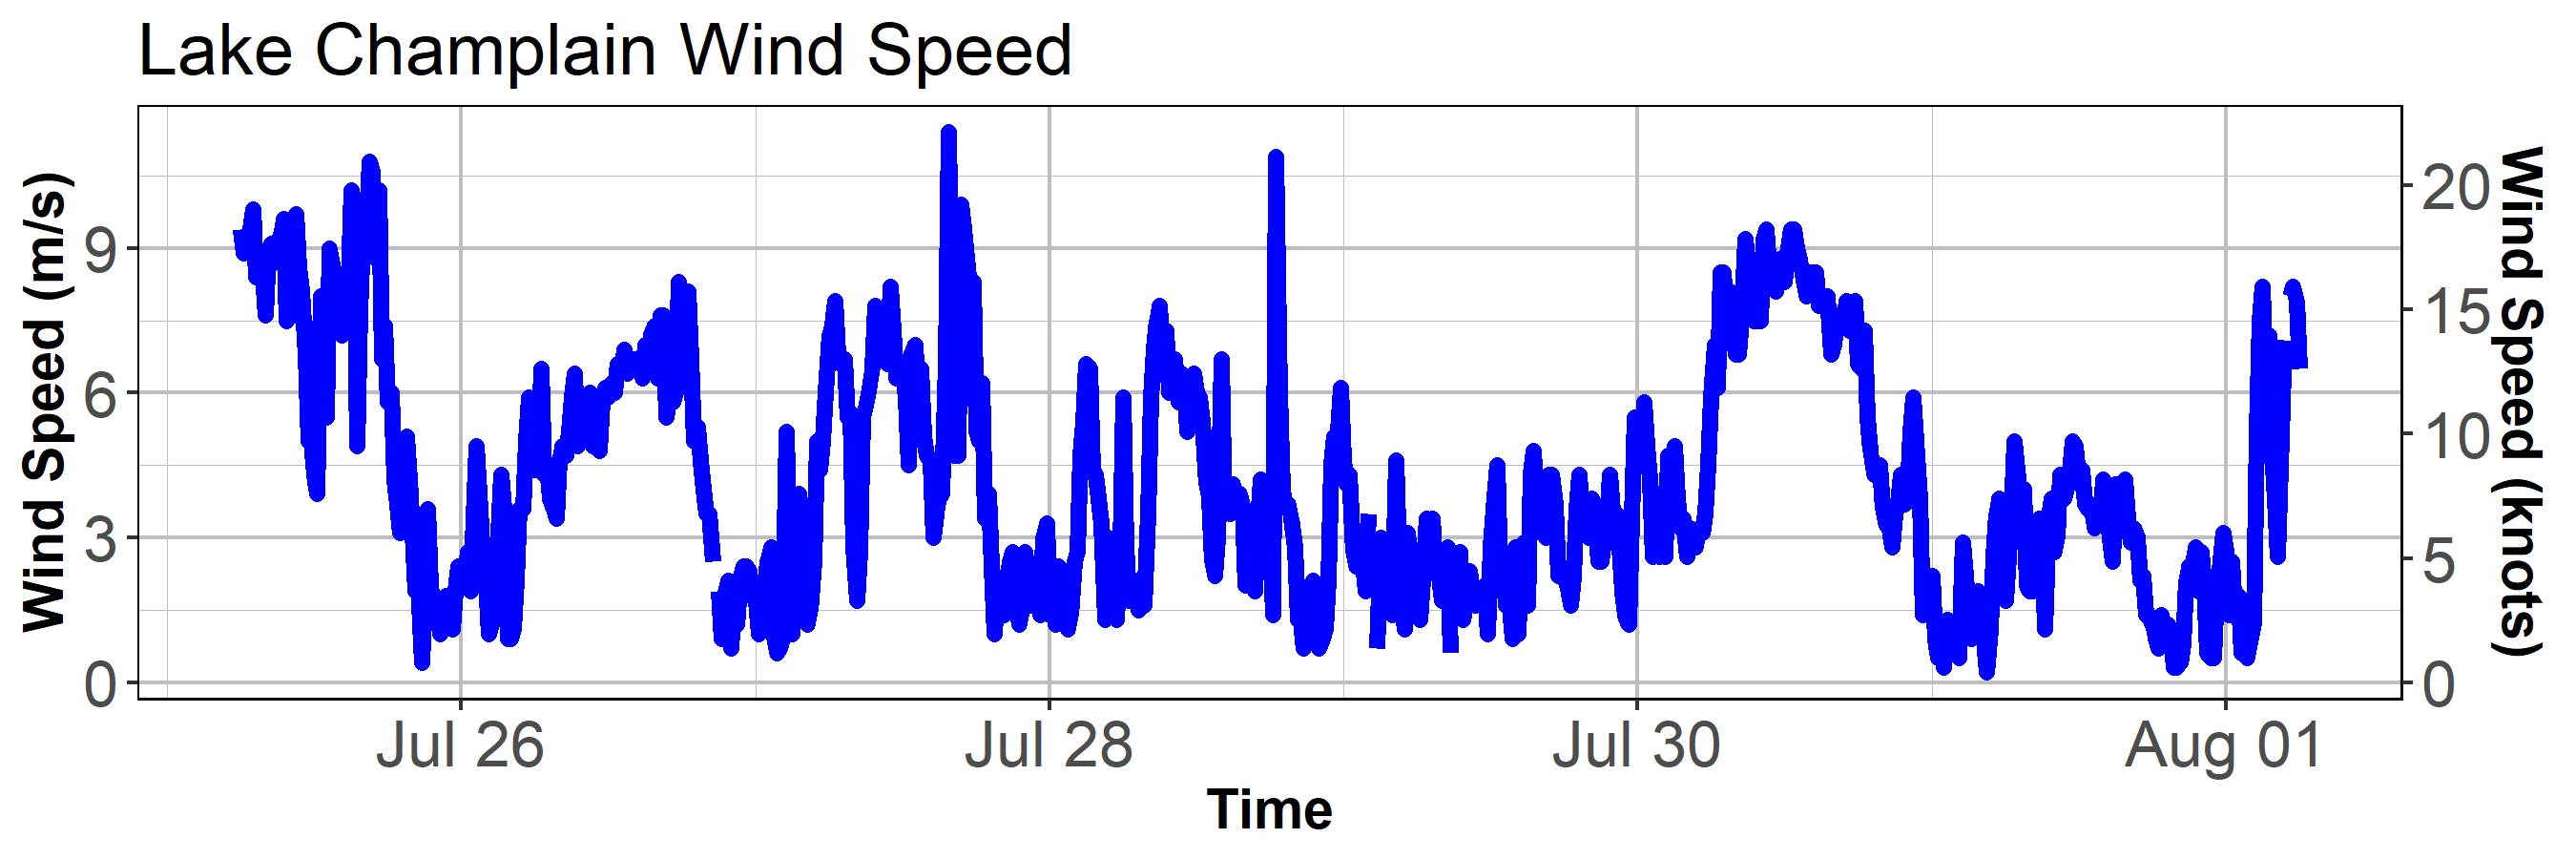 Lake Champlain Wind Speed
Wind Speed (m/s)
9
6
3
0
20
15
10
5
0
Wind Speed (knots)
Jul 26
Jul 28
Jul 30
Aug 01
Time